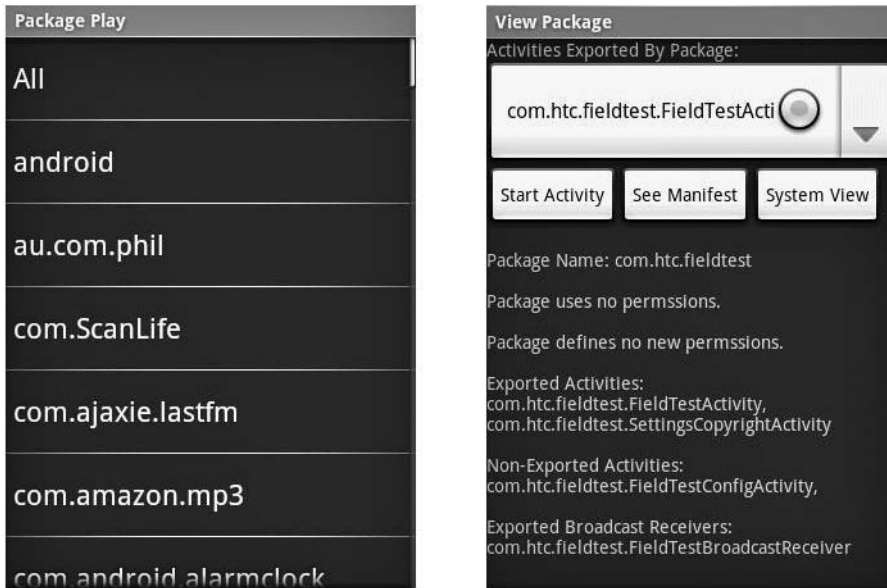 Package Play
All
android
au.com.phil
com.ScanLife
com.ajaxie.lastfm
com.amazon.mp3
com.android.alarmclock
View Package
Activities Exported By Package:
com.htc.fieldtest.FieldTestActi
Start Activity
See Manifest
System View
Package Name: com.htc.fieldtest
Package uses no permssions.
Package defines no new permssions.
Exported Activities:
com.htc.fieldtest.FieldTestActivity,
com.htc.fieldtest.SettingsCopyrightActivity
Non-Exported Activities:
com.htc.fieldtest.FieldTestConfigActivity,
Exported Broadcast Receivers:
com.htc.fieldtest.FieldTestBroadcastReceiver